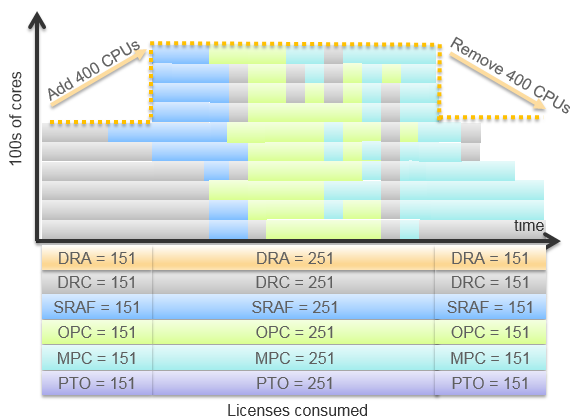 Add 400 CPUs
Remove 400 CPUs
100s of cores
time
DRA = 151 DRA = 251 DRA = 151
DRC = 151 DRC = 251 DRC = 151
SRAF = 151 SRAF = 251 SRAF = 151
OPC = 151 OPC = 251 OPC = 151
MPC = 151 MPC = 251 MPC = 151
PTO = 151 PTO = 251 PTO = 151
Licenses consumed